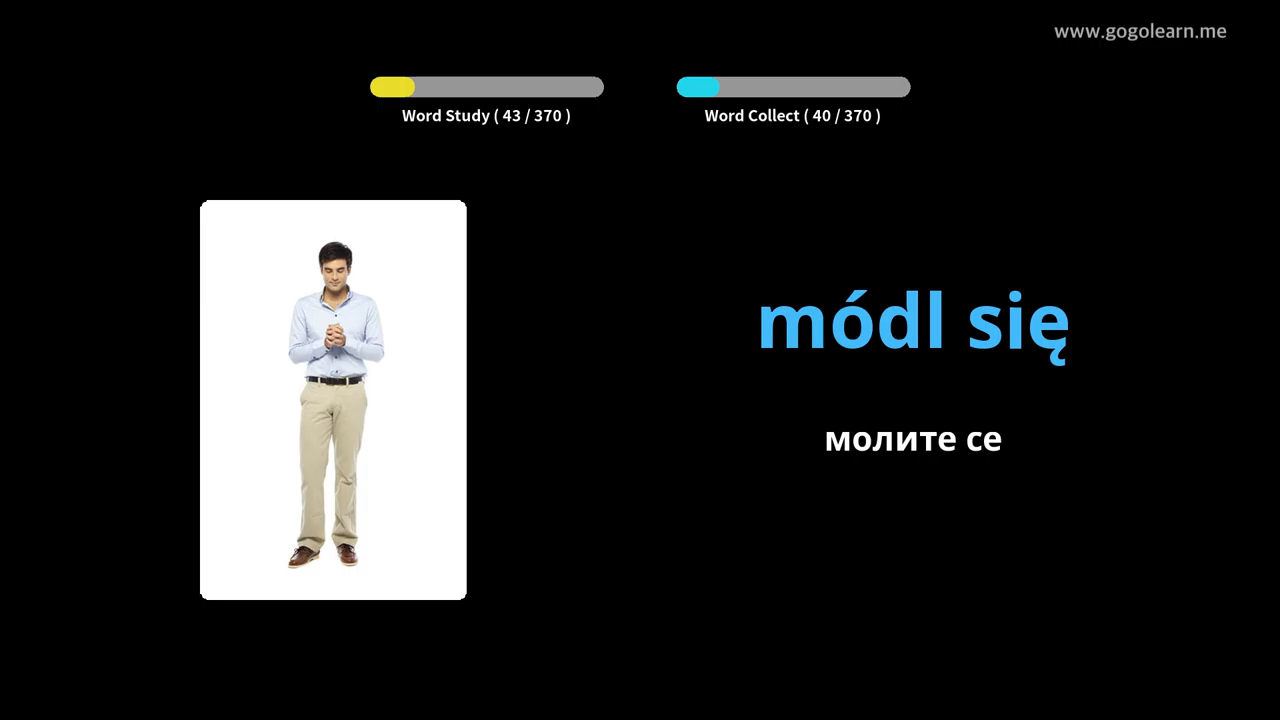 www.gogolearn.me
Word Study ( 43 / 370 )
Word Collect ( 40 / 370 )
módl się
молите се